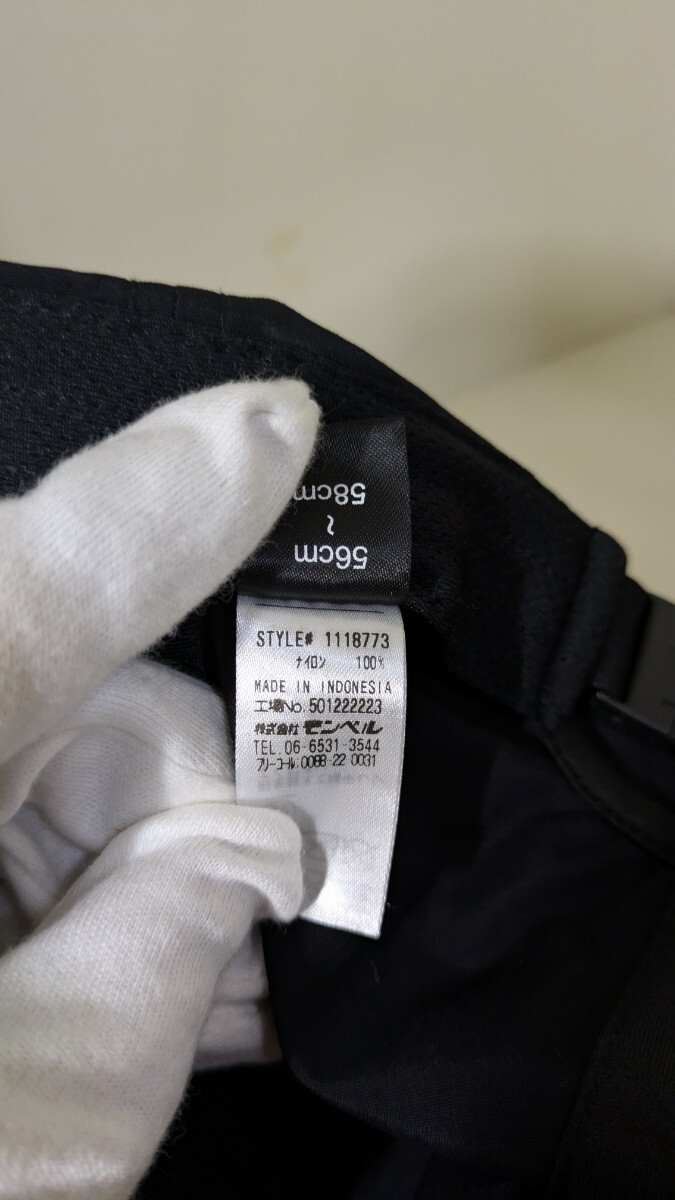 56cm
~
58cm
STYLE# 1118773
ナイロン 100%
MADE IN INDONESIA
工場No.501222223
株式会社 モンベル
TEL.06-6531-3544
フリーコール:0088-22-0031